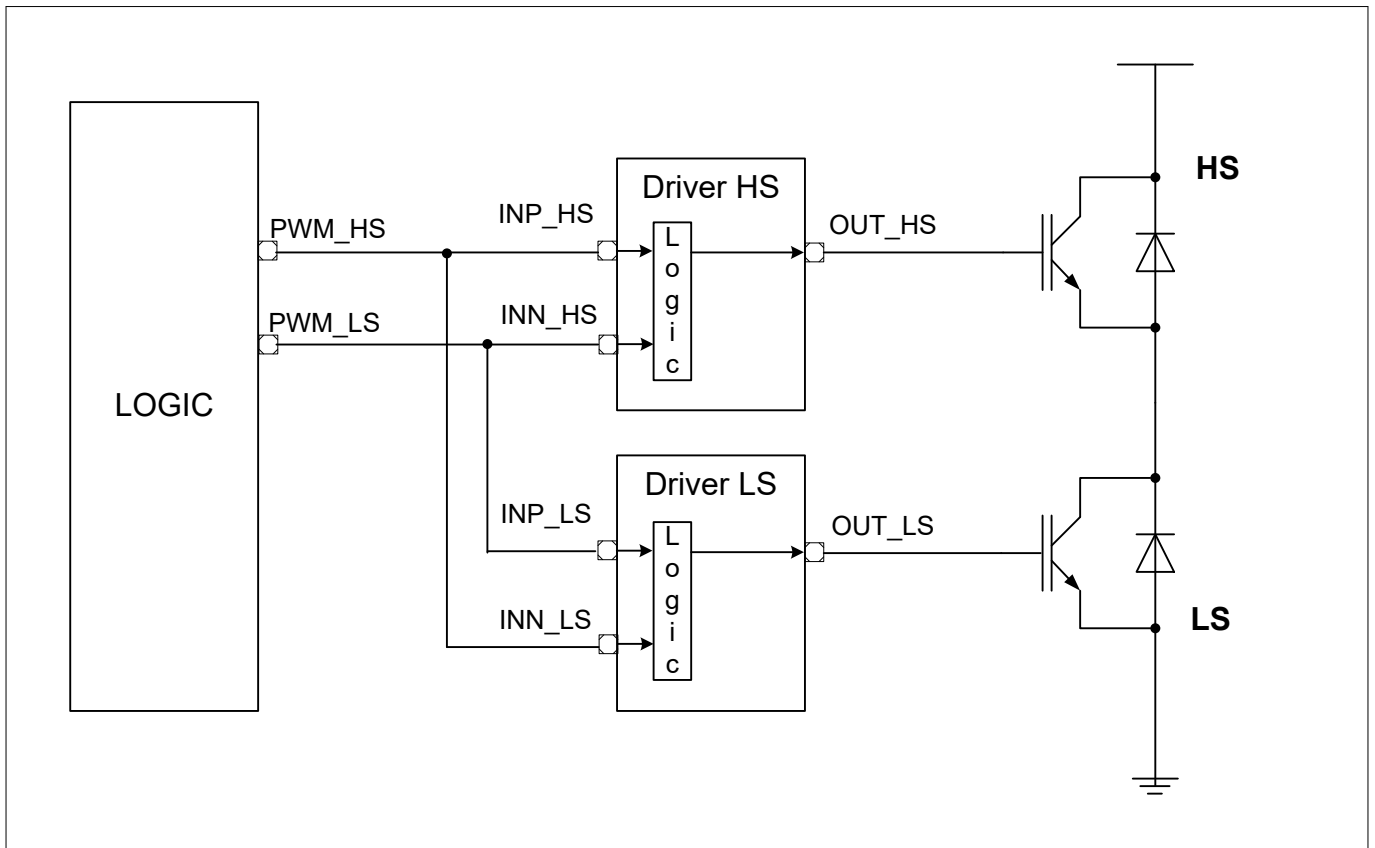 HS
Driver HS
PWM_HS
INP_HS
OUT_HS
L
o
g
i
c
PWM_LS
INN_HS
LOGIC
Driver LS
INP_LS
OUT_LS
L
o
g
i
c
INN_LS
LS